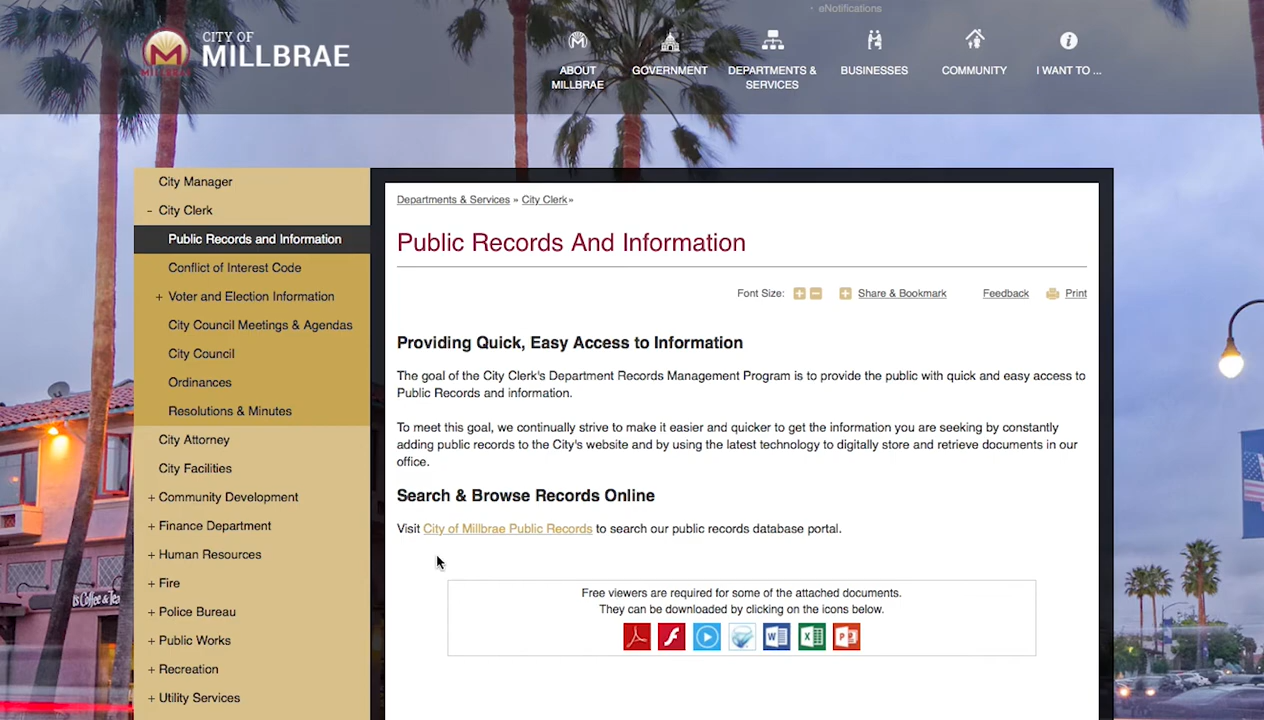 eNotifications
CITY OF
MILLBRAE
ABOUT
MILLBRAE
GOVERNMENT
DEPARTMENTS &
SERVICES
BUSINESSES
COMMUNITY
I WANT TO ...
City Manager
− City Clerk
Public Records and Information
Conflict of Interest Code
+ Voter and Election Information
City Council Meetings & Agendas
City Council
Ordinances
Resolutions & Minutes
City Attorney
City Facilities
+ Community Development
+ Finance Department
+ Human Resources
+ Fire
+ Police Bureau
+ Public Works
+ Recreation
+ Utility Services
Departments & Services » City Clerk»
Public Records And Information
Font Size: + − + Share & Bookmark Feedback Print
Providing Quick, Easy Access to Information
The goal of the City Clerk's Department Records Management Program is to provide the public with quick and easy access to
Public Records and information.
To meet this goal, we continually strive to make it easier and quicker to get the information you are seeking by constantly
adding public records to the City's website and by using the latest technology to digitally store and retrieve documents in our
office.
Search & Browse Records Online
Visit City of Millbrae Public Records to search our public records database portal.
Free viewers are required for some of the attached documents.
They can be downloaded by clicking on the icons below.